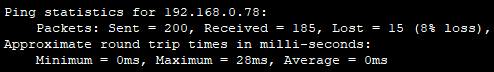 Ping statistics for 192.168.0.78:
Packets: Sent = 200, Received = 185, Lost = 15 (8% loss),
Approximate round trip times in milli-seconds:
Minimum = 0ms, Maximum = 28ms, Average = 0ms